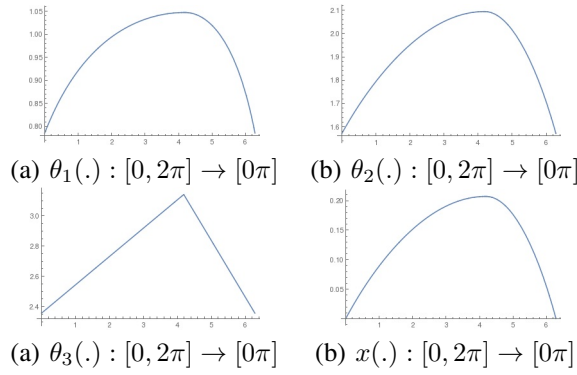 1.05
1.00
0.95
0.90
0.85
0.80
1 2 3 4 5 6
2.1
2.0
1.9
1.8
1.7
1.6
1 2 3 4 5 6
(a) θ₁(.) : [0, 2π] → [0π]
(b) θ₂(.) : [0, 2π] → [0π]
3.0
2.8
2.6
2.4
0 1 2 3 4 5 6
0.20
0.15
0.10
0.05
1 2 3 4 5 6
(a) θ₃(.) : [0, 2π] → [0π]
(b) x(.) : [0, 2π] → [0π]